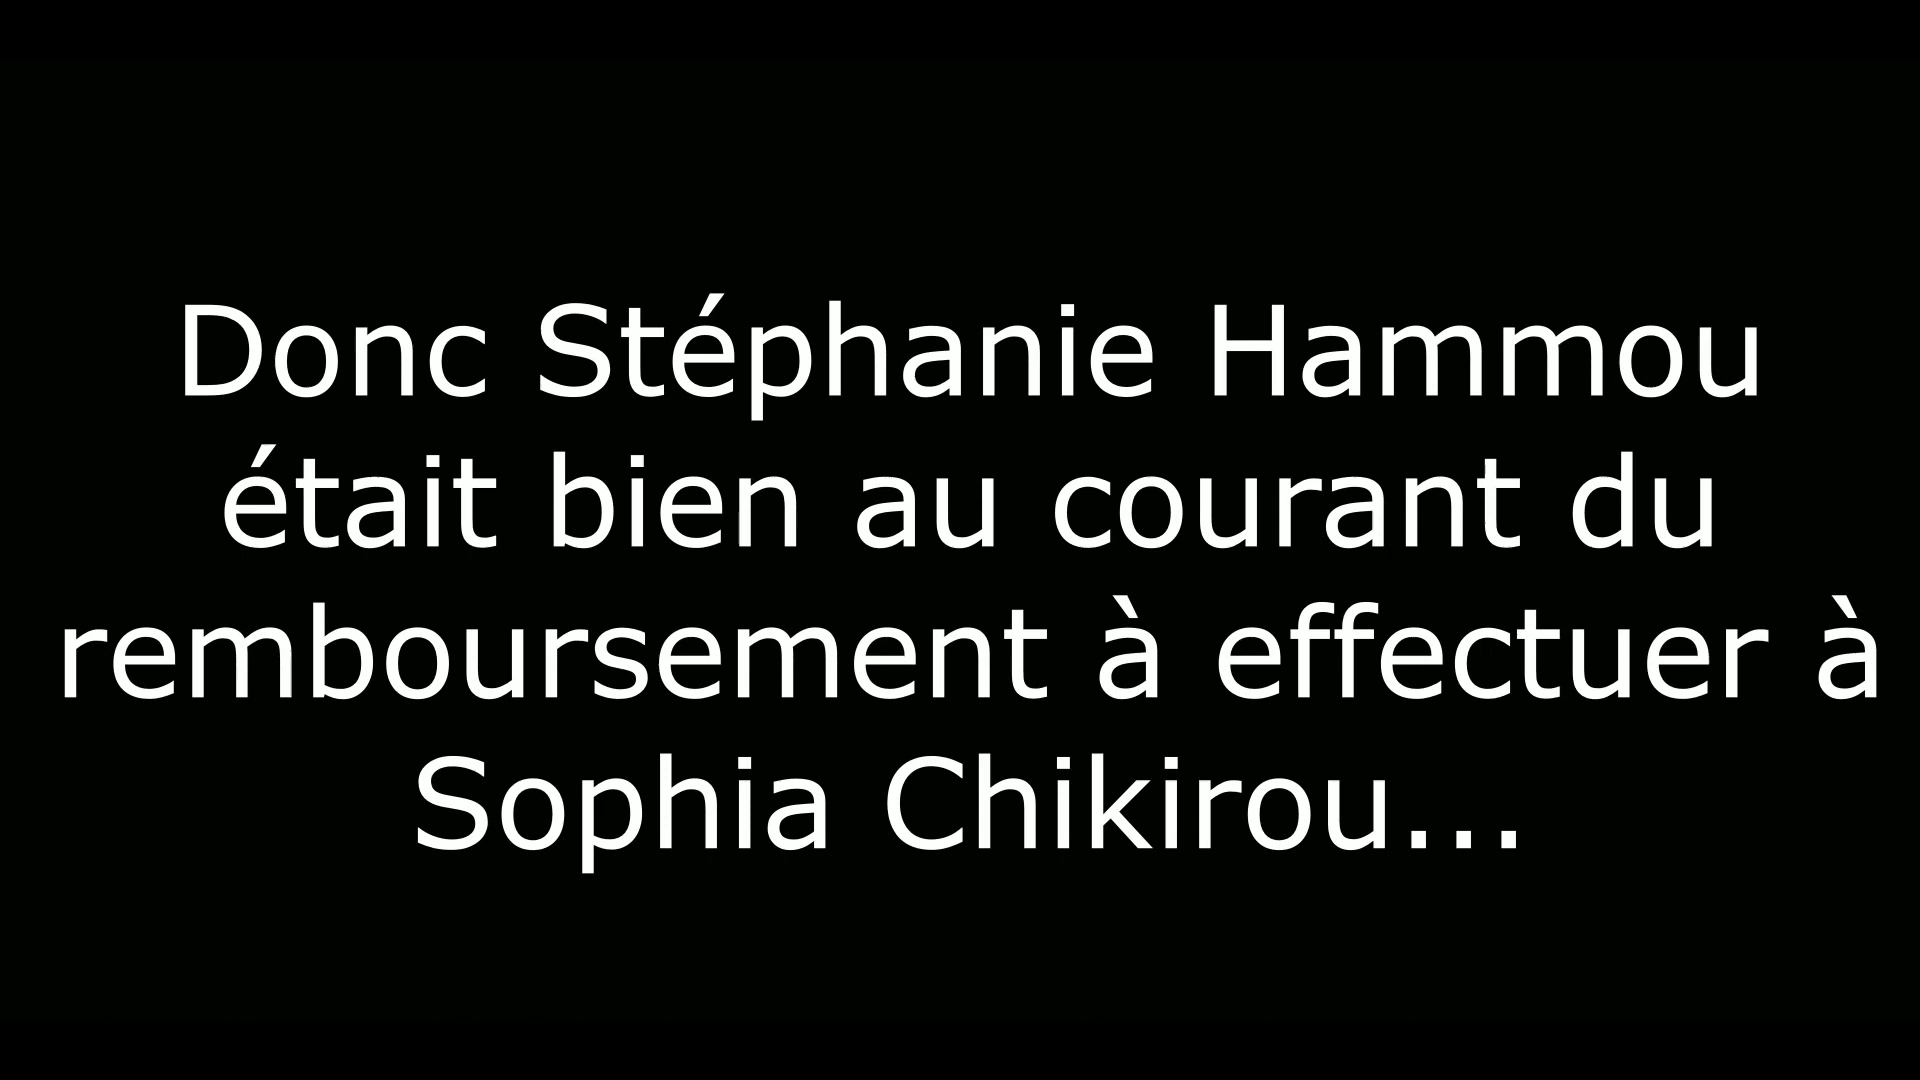 Donc Stéphanie Hammou
était bien au courant du
remboursement à effectuer à
Sophia Chikirou...